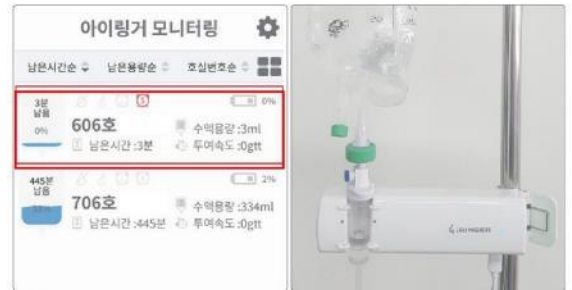 아이링거 모니터링
남은시간순 남은용량순 호실번호순
3분
남음
0%
0%
606호
수액용량 :3ml
남은시간 :3분
투여속도 :0gtt
445분
남음
2%
706호
수액용량 :334ml
남은시간 :445분
투여속도 :0gtt